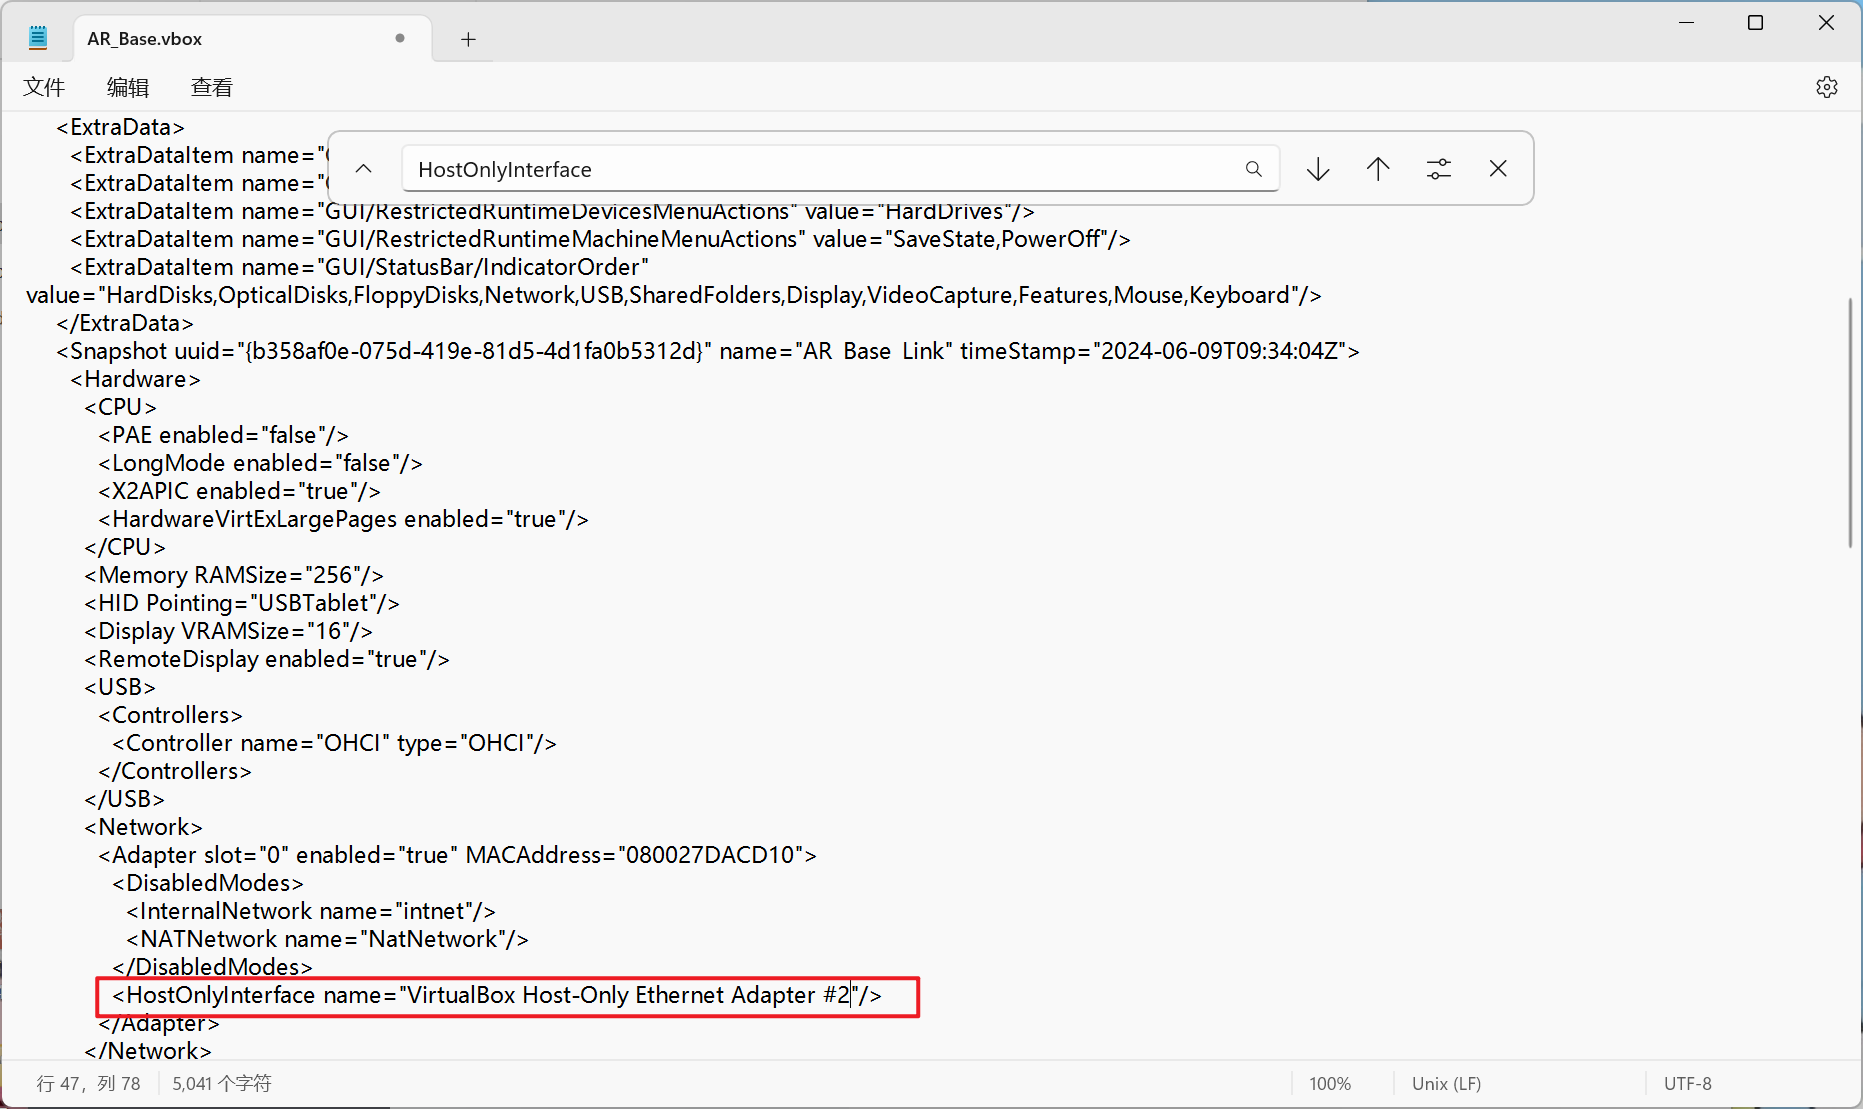 AR_Base.vbox
文件 编辑 查看
HostOnlyInterface
<ExtraData>
<ExtraDataItem name="
<ExtraDataItem name="
<ExtraDataItem name="GUI/RestrictedRuntimeDevicesMenuActions" value="HardDrives"/>
<ExtraDataItem name="GUI/RestrictedRuntimeMachineMenuActions" value="SaveState,PowerOff"/>
<ExtraDataItem name="GUI/StatusBar/IndicatorOrder"
value="HardDisks,OpticalDisks,FloppyDisks,Network,USB,SharedFolders,Display,VideoCapture,Features,Mouse,Keyboard"/>
</ExtraData>
<Snapshot uuid="{b358af0e-075d-419e-81d5-4d1fa0b5312d}" name="AR_Base_Link" timeStamp="2024-06-09T09:34:04Z">
<Hardware>
<CPU>
<PAE enabled="false"/>
<LongMode enabled="false"/>
<X2APIC enabled="true"/>
<HardwareVirtExLargePages enabled="true"/>
</CPU>
<Memory RAMSize="256"/>
<HID Pointing="USBTablet"/>
<Display VRAMSize="16"/>
<RemoteDisplay enabled="true"/>
<USB>
<Controllers>
<Controller name="OHCI" type="OHCI"/>
</Controllers>
</USB>
<Network>
<Adapter slot="0" enabled="true" MACAddress="080027DACD10">
<DisabledModes>
<InternalNetwork name="intnet"/>
<NATNetwork name="NatNetwork"/>
</DisabledModes>
<HostOnlyInterface name="VirtualBox Host-Only Ethernet Adapter #2"/>
</Adapter>
</Network>
行 47，列 78 5,041 个字符 100% Unix (LF) UTF-8